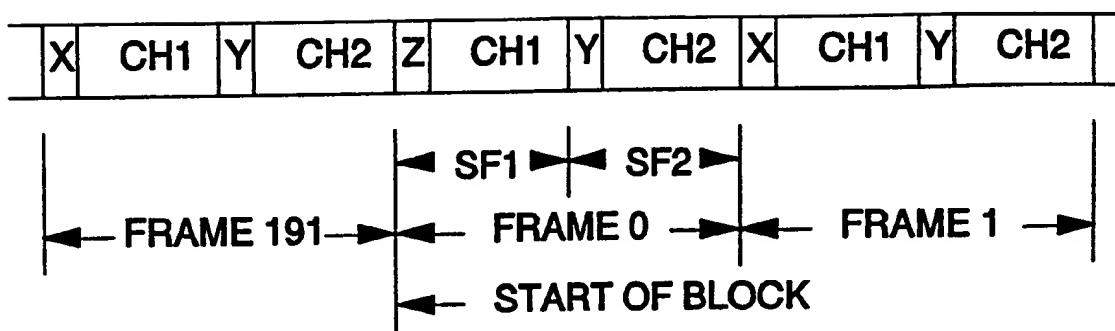 X CH1 Y CH2 Z CH1 Y CH2 X CH1 Y CH2
SF1 SF2
FRAME 191 FRAME 0 FRAME 1
START OF BLOCK